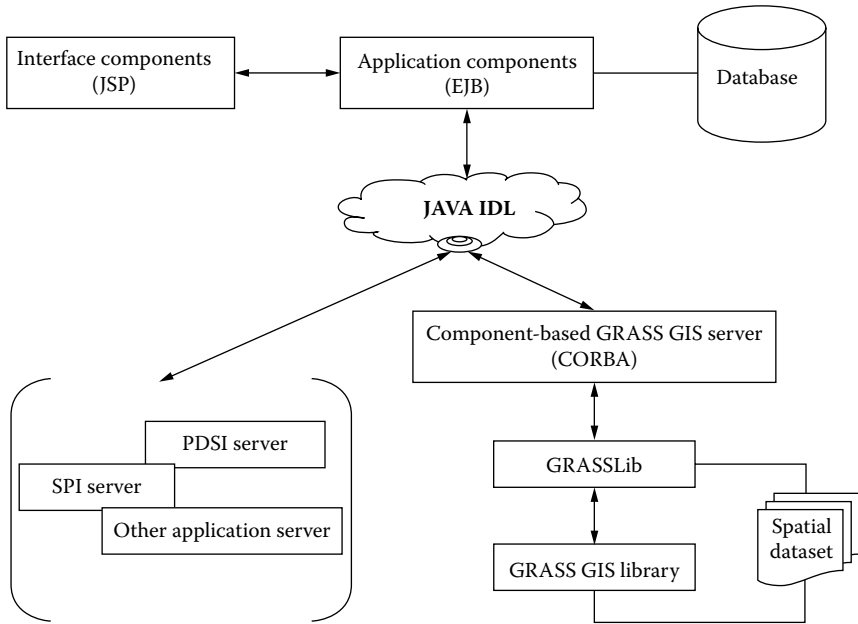 Interface components
(JSP)
Application components
(EJB)
Database
JAVA IDL
Component-based GRASS GIS server
(CORBA)
PDSI server
SPI server
Other application server
GRASSLib
GRASS GIS library
Spatial
dataset